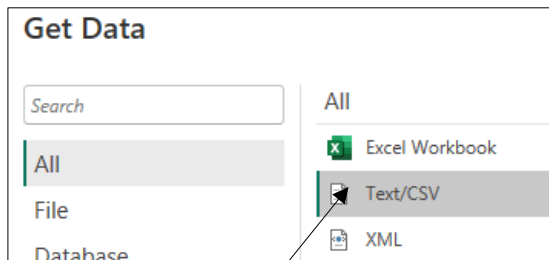 Get Data
Search
All
File
Database
All
Excel Workbook
Text/CSV
XML